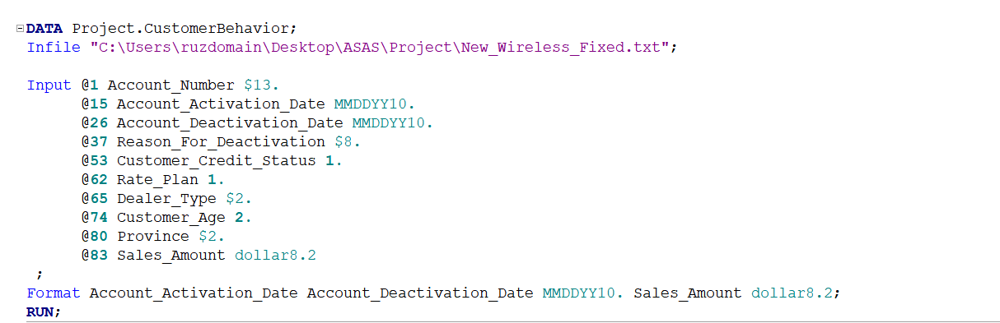 DATA Project.CustomerBehavior;
Infile "C:\Users\ruzdomain\Desktop\ASAS\Project\New_Wireless_Fixed.txt";
Input @1 Account_Number $13.
@15 Account_Activation_Date MMDDYY10.
@26 Account_Deactivation_Date MMDDYY10.
@37 Reason_For_Deactivation $8.
@53 Customer_Credit_Status 1.
@62 Rate_Plan 1.
@65 Dealer_Type $2.
@74 Customer_Age 2.
@80 Province $2.
@83 Sales_Amount dollar8.2
;
Format Account_Activation_Date Account_Deactivation_Date MMDDYY10. Sales_Amount dollar8.2;
RUN;